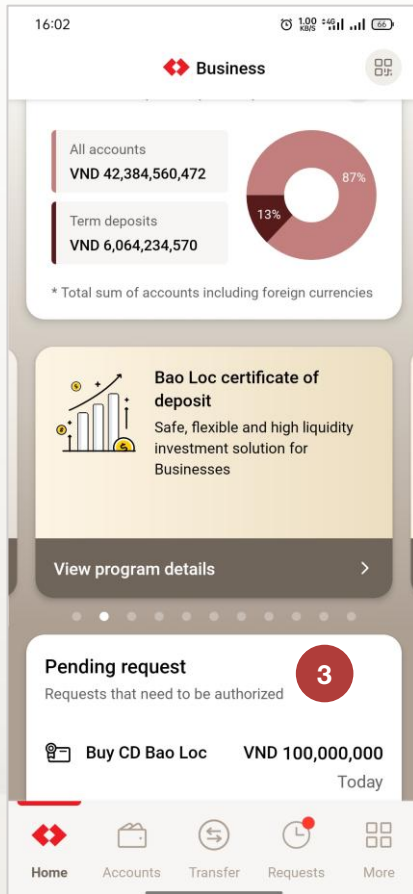 16:02
1.00 KB/S 4G 66
Business
87%
All accounts
VND 42,384,560,472
13%
Term deposits
VND 6,064,234,570
* Total sum of accounts including foreign currencies
Bao Loc certificate of
deposit
Safe, flexible and high liquidity
investment solution for
Businesses
View program details
Pending request
3
Requests that need to be authorized
Buy CD Bao Loc VND 100,000,000
Today
Home Accounts Transfer Requests More